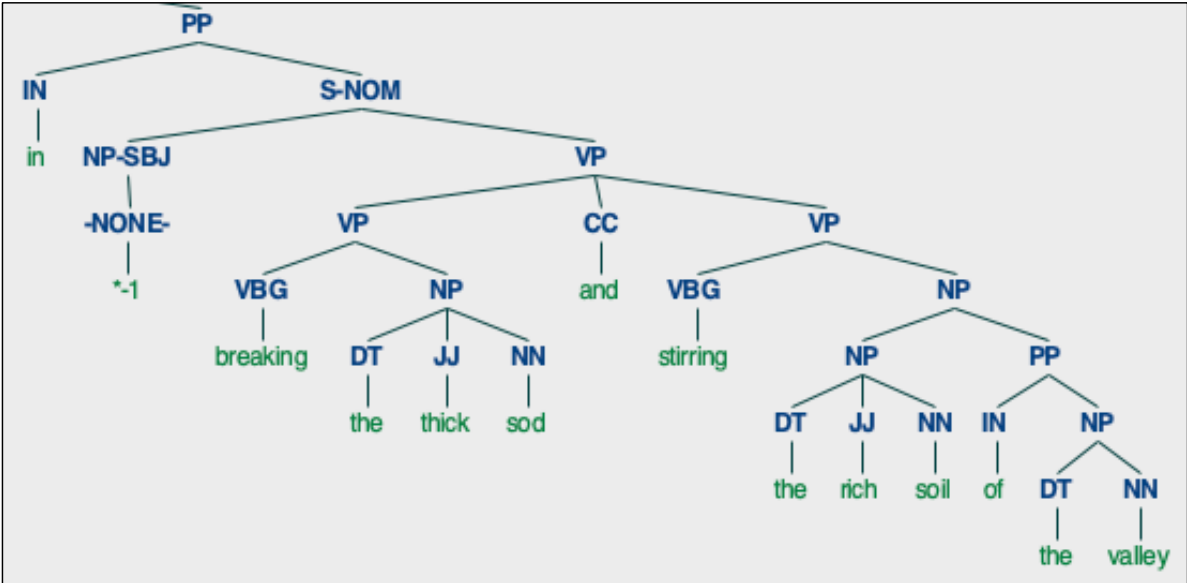 PP
IN S-NOM
in NP-SBJ VP
-NONE- VP CC VP
*-1 VBG NP and VBG NP
breaking DT JJ NN stirring NP PP
the thick sod DT JJ NN IN NP
the rich soil of DT NN
the valley